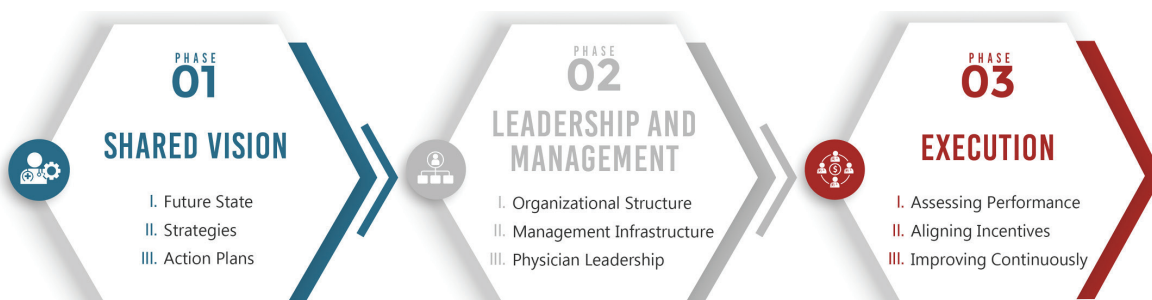 PHASE
01
SHARED VISION
I. Future State
II. Strategies
III. Action Plans
PHASE
02
LEADERSHIP AND
MANAGEMENT
I. Organizational Structure
II. Management Infrastructure
III. Physician Leadership
PHASE
03
EXECUTION
$
I. Assessing Performance
II. Aligning Incentives
III. Improving Continuously